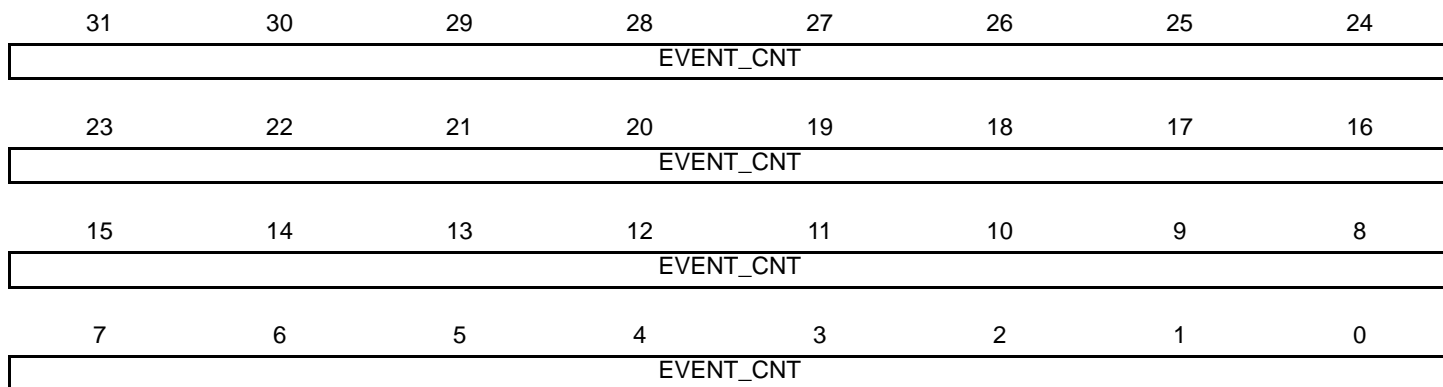 31 30 29 28 27 26 25 24
EVENT_CNT
23 22 21 20 19 18 17 16
EVENT_CNT
15 14 13 12 11 10 9 8
EVENT_CNT
7 6 5 4 3 2 1 0
EVENT_CNT